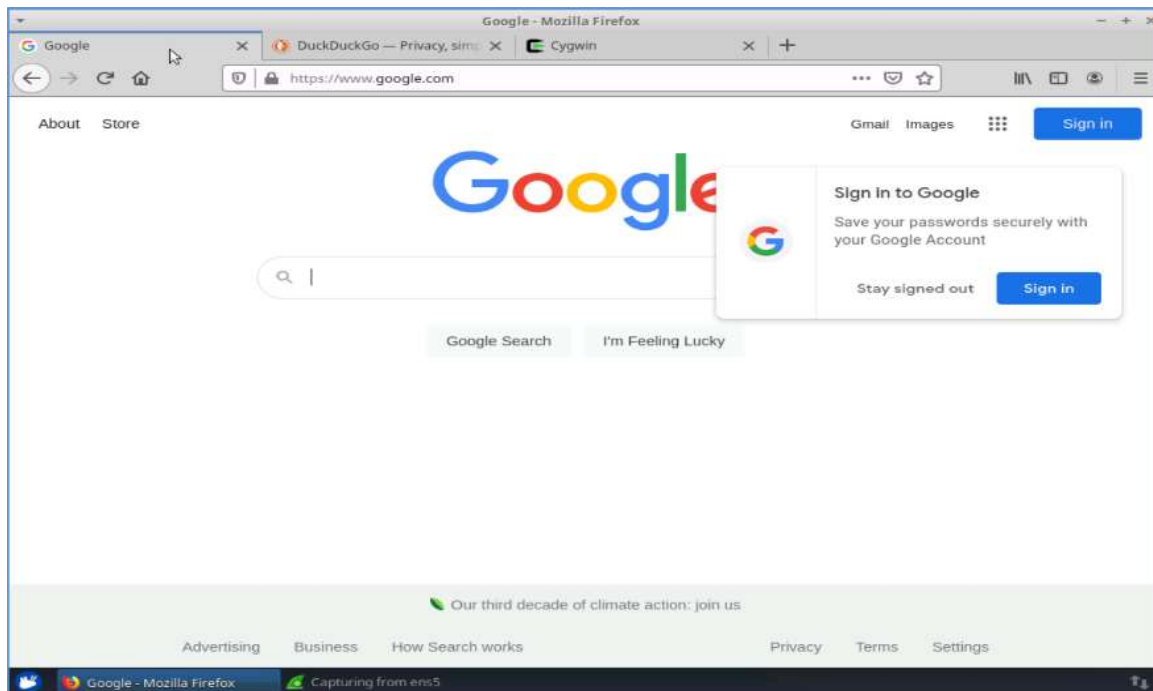 Google - Mozilla Firefox
Google DuckDuckGo — Privacy, sim Cygwin
https://www.google.com
About Store Gmail Images Sign in
Google
Sign in to Google
Save your passwords securely with
your Google Account
Stay signed out Sign in
Google Search I'm Feeling Lucky
Our third decade of climate action: join us
Advertising Business How Search works Privacy Terms Settings
Google - Mozilla Firefox Capturing from ens5